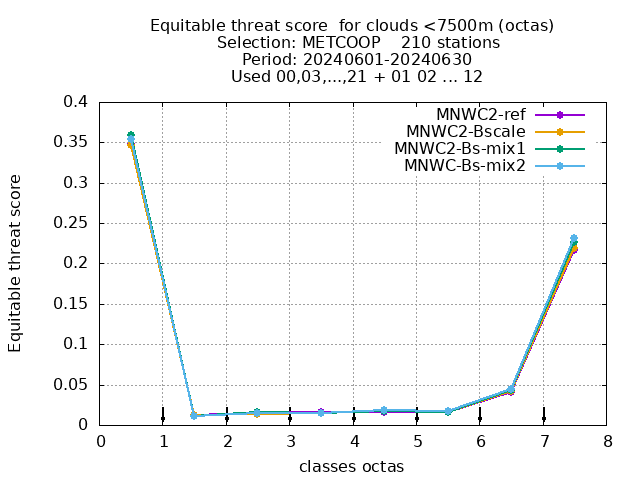 Equitable threat score  for clouds <7500m (octas)
Selection: METCOOP    210 stations
Period: 20240601-20240630
Used 00,03,...,21 + 01 02 ... 12
MNWC2-ref
MNWC2-Bscale
MNWC2-Bs-mix1
MNWC-Bs-mix2
Equitable threat score
0.4
0.35
0.3
0.25
0.2
0.15
0.1
0.05
0
0 1 2 3 4 5 6 7 8
classes octas